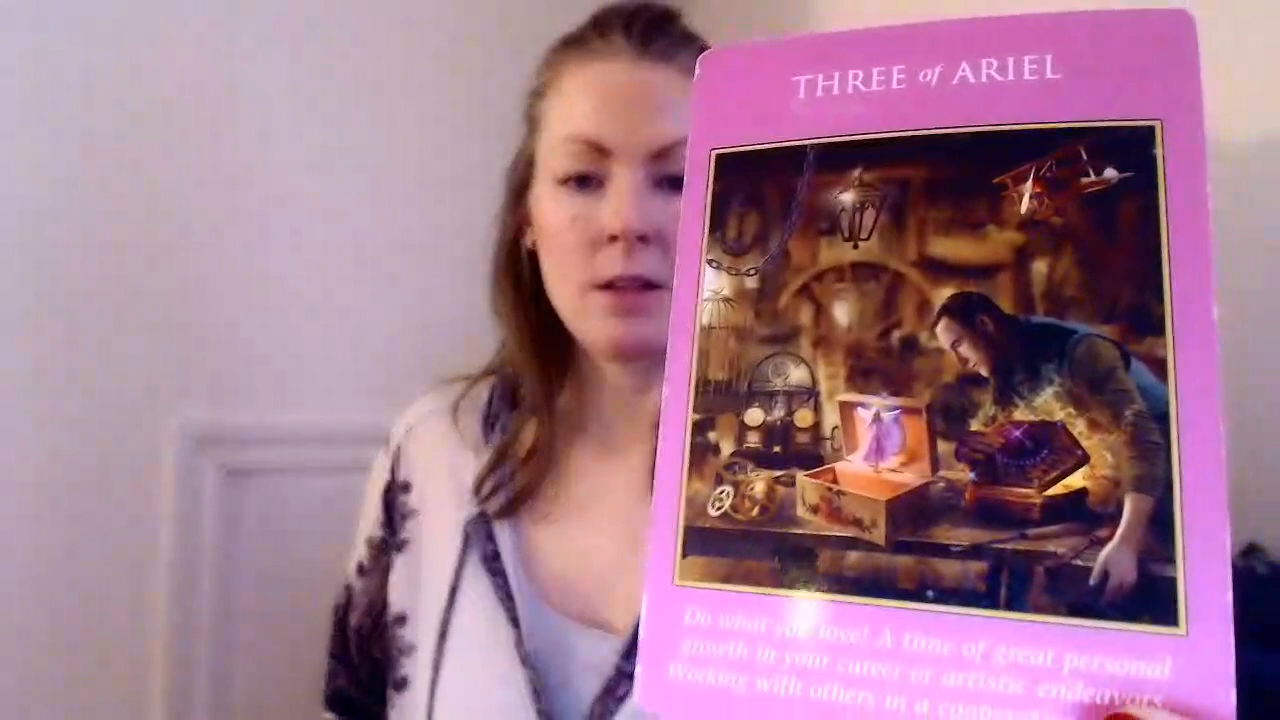 THREE of ARIEL
Do what you love! A time of great personal
growth in your career or artistic endeavors.
Working with others in a